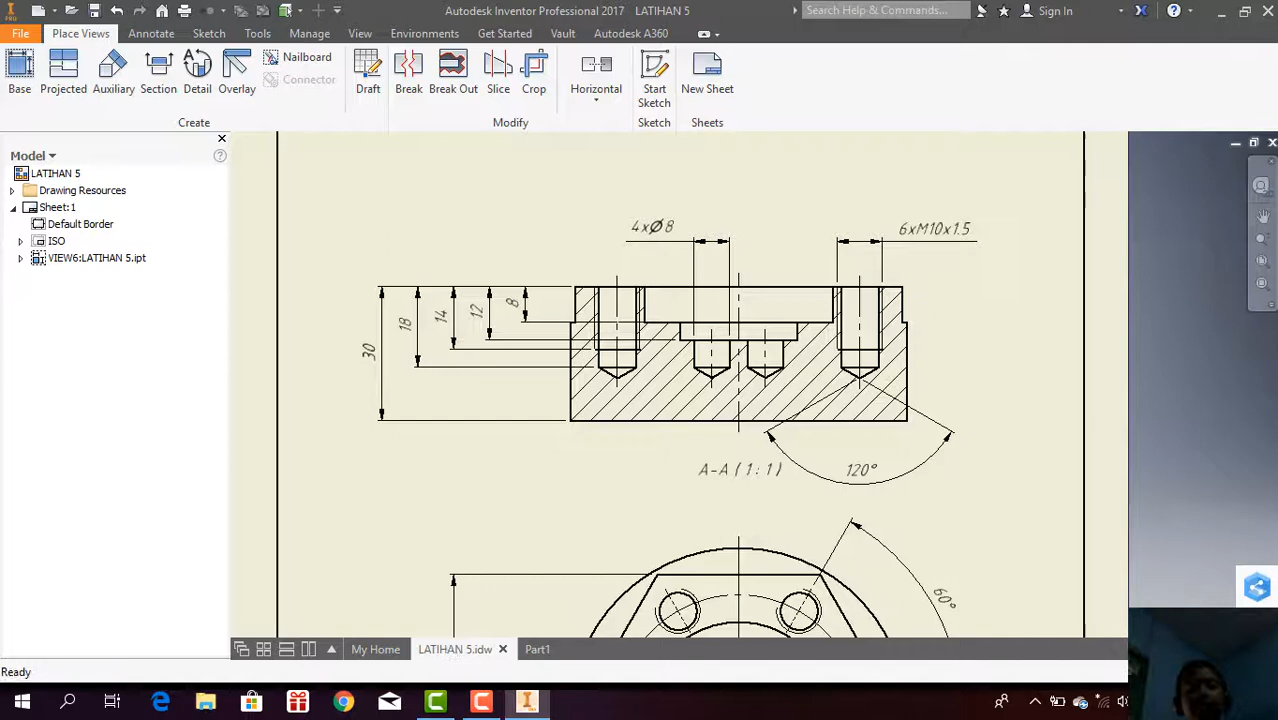 PRO
Autodesk Inventor Professional 2017 LATIHAN 5
Search Help & Commands...
Sign In
File
Place Views
Annotate
Sketch
Tools
Manage
View
Environments
Get Started
Vault
Autodesk A360
Base
Projected
Auxiliary
Section
Detail
Overlay
Nailboard
Connector
Draft
Break
Break Out
Slice
Crop
Horizontal
Start Sketch
New Sheet
Create
Modify
Sketch
Sheets
Model
LATIHAN 5
Drawing Resources
Sheet:1
Default Border
ISO
VIEW6:LATIHAN 5.ipt
4xØ8
6xM10x1.5
30
18
14
12
8
A-A ( 1 : 1 )
120°
60°
My Home
LATIHAN 5.idw
Part1
Ready